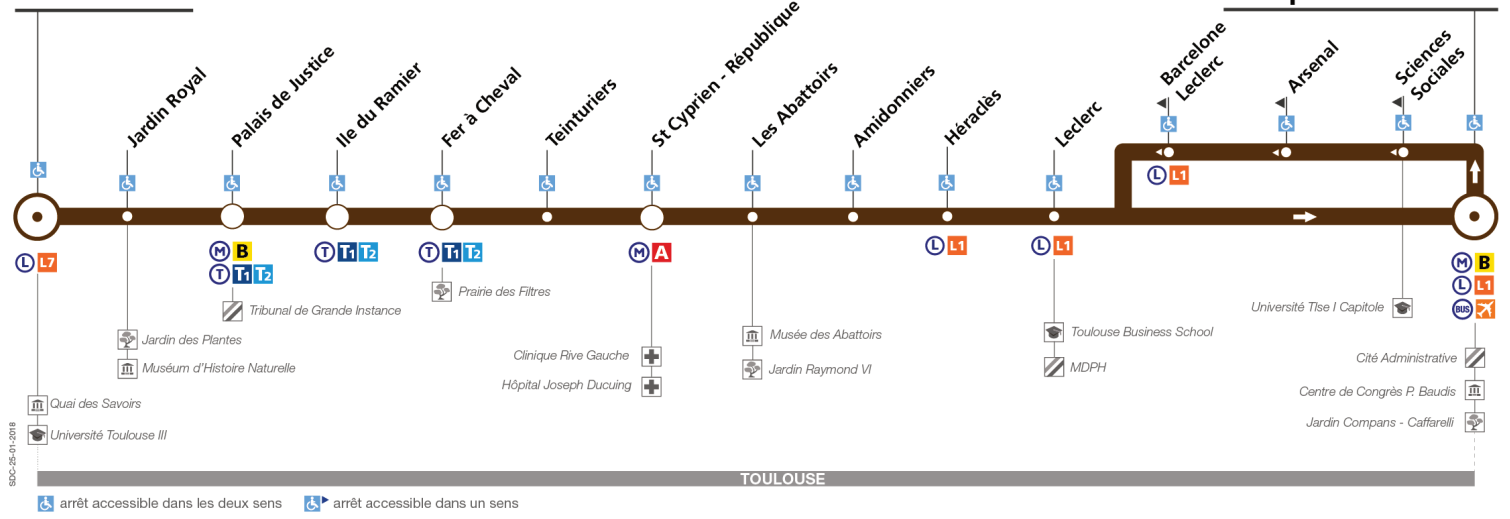 Jardin Royal
Palais de Justice
Ile du Ramier
Fer à Cheval
Teinturiers
St Cyprien - République
Les Abattoirs
Amidonniers
Héraclès
Leclerc
Barcelone
Leclerc
Arsenal
Sciences
Sociales
L L1
L L7
M B
T T1 T2
T T1 T2
T T1 T2
M A
L L1
L L1
M B
L L1
BUS
Prairie des Filtres
Tribunal de Grande Instance
Université Tlse I Capitole
Jardin des Plantes
Muséum d'Histoire Naturelle
Clinique Rive Gauche
Hôpital Joseph Ducuing
Musée des Abattoirs
Jardin Raymond VI
Toulouse Business School
MDPH
Cité Administrative
Centre de Congrès P. Baudis
Jardin Compans - Caffarelli
Quai des Savoirs
Université Toulouse III
SDC-25-01-2018
TOULOUSE
arrêt accessible dans les deux sens
arrêt accessible dans un sens